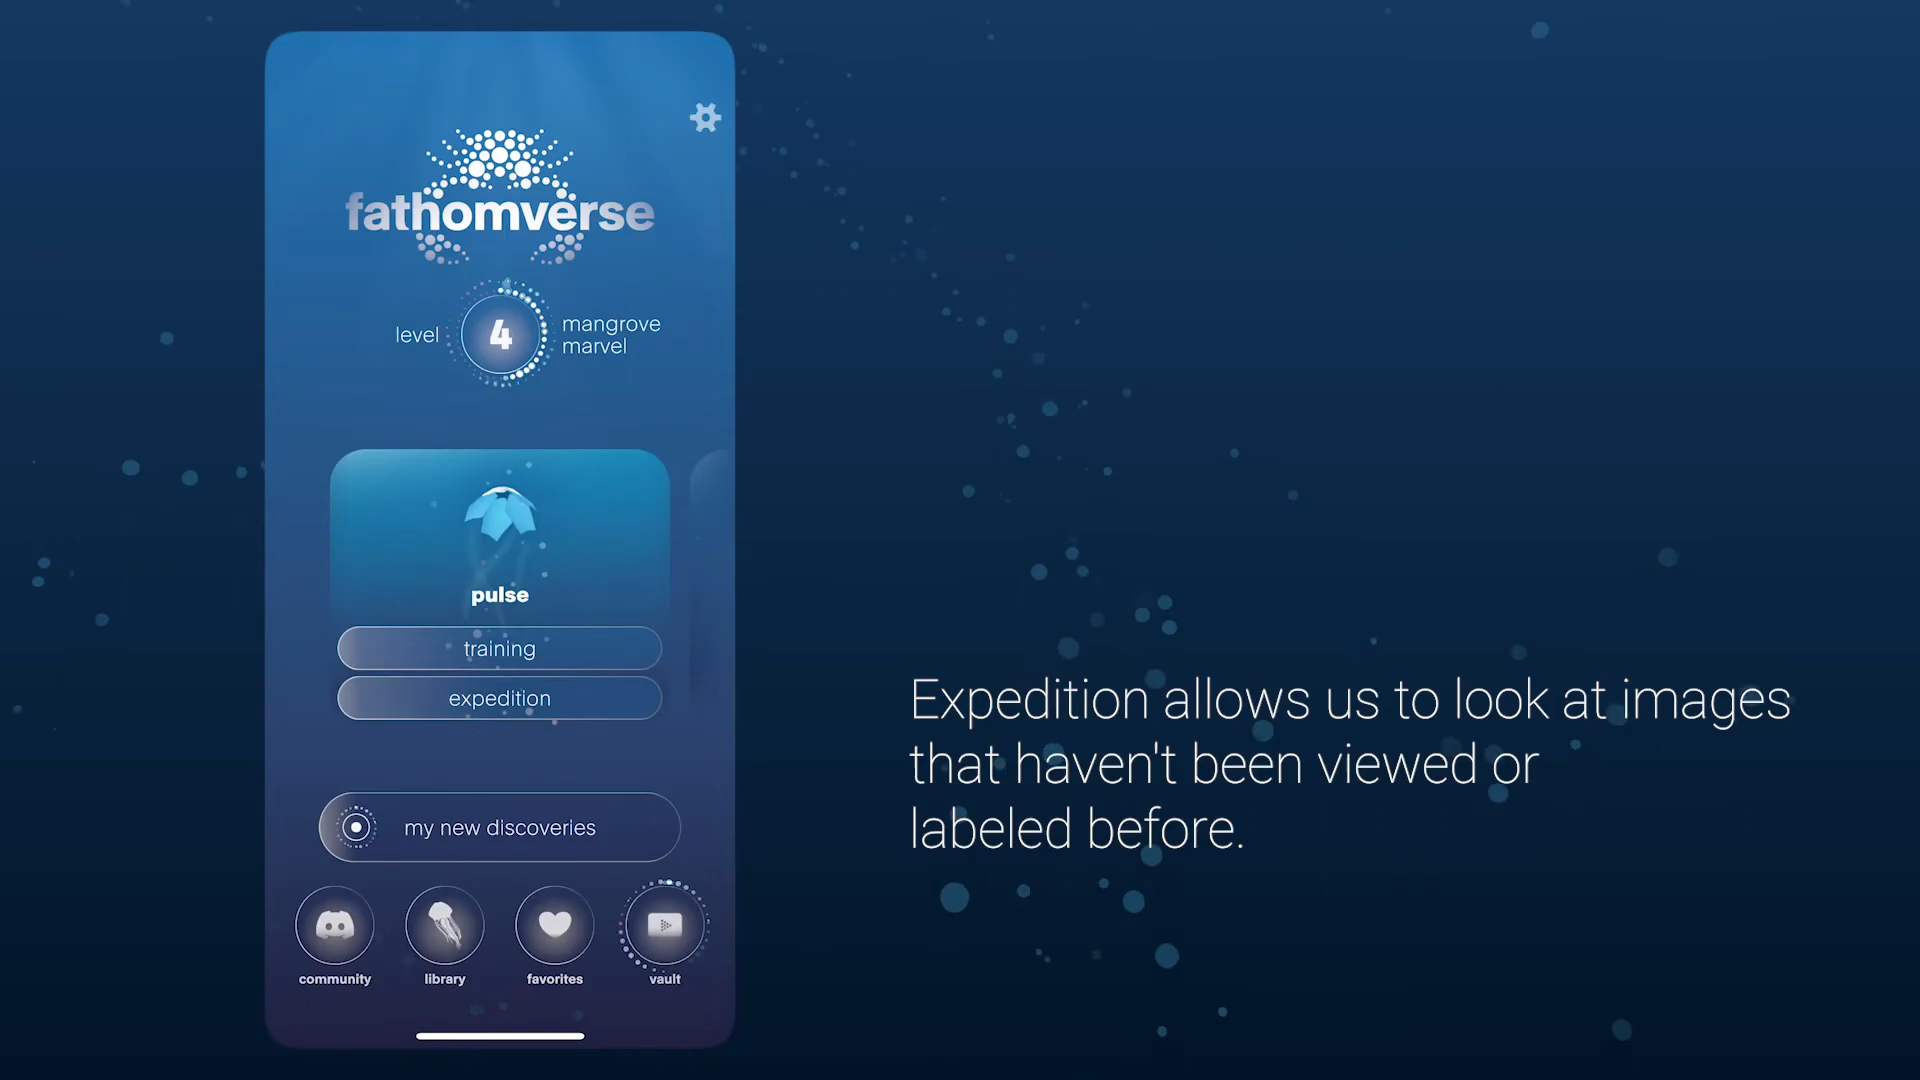 fathomverse
level
4
mangrove
marvel
pulse
training
expedition
my new discoveries
community
library
favorites
vault
Expedition allows us to look at images
that haven't been viewed or
labeled before.